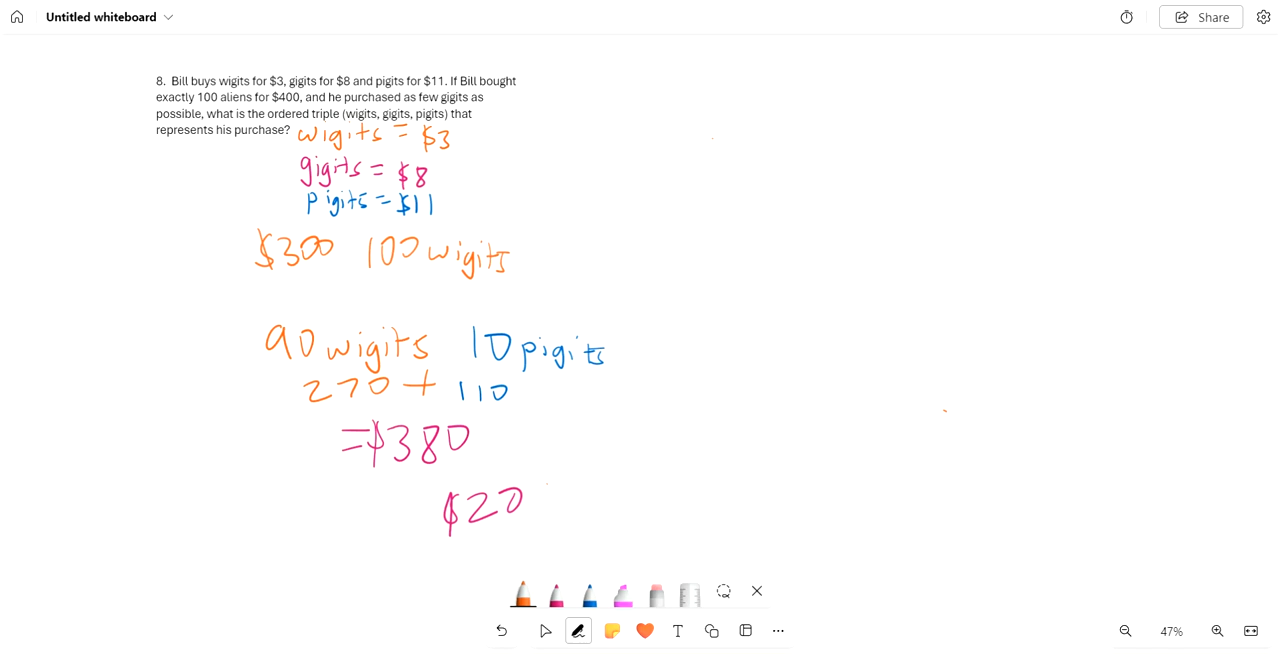 Untitled whiteboard
Share
8. Bill buys wigits for $3, gigits for $8 and pigits for $11. If Bill bought
exactly 100 aliens for $400, and he purchased as few gigits as
possible, what is the ordered triple (wigits, gigits, pigits) that
represents his purchase?
wigits = $3
gigits = $8
pigits = $11
$300 100 wigits
90 wigits 10 pigits
270 + 110
= $380
$20
47%